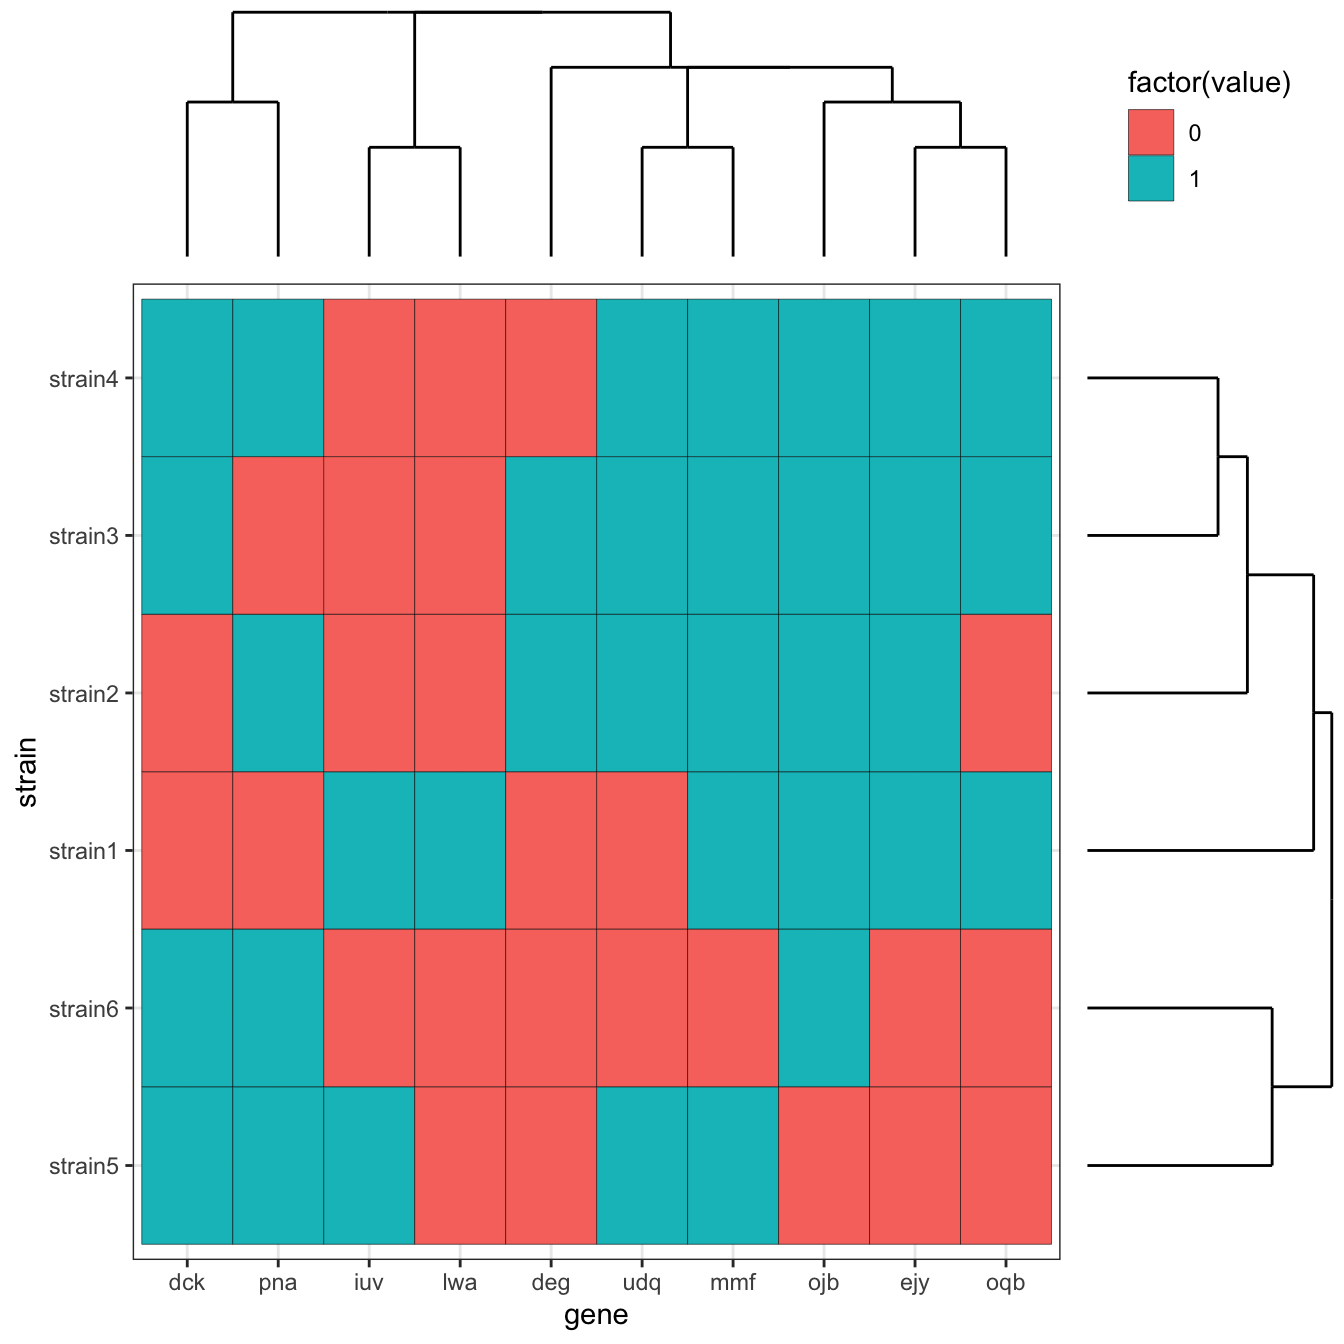 factor(value)
0
1
strain4
strain3
strain2
strain1
strain6
strain5
strain
dck pna iuv lwa deg udq mmf ojb ejy oqb
gene